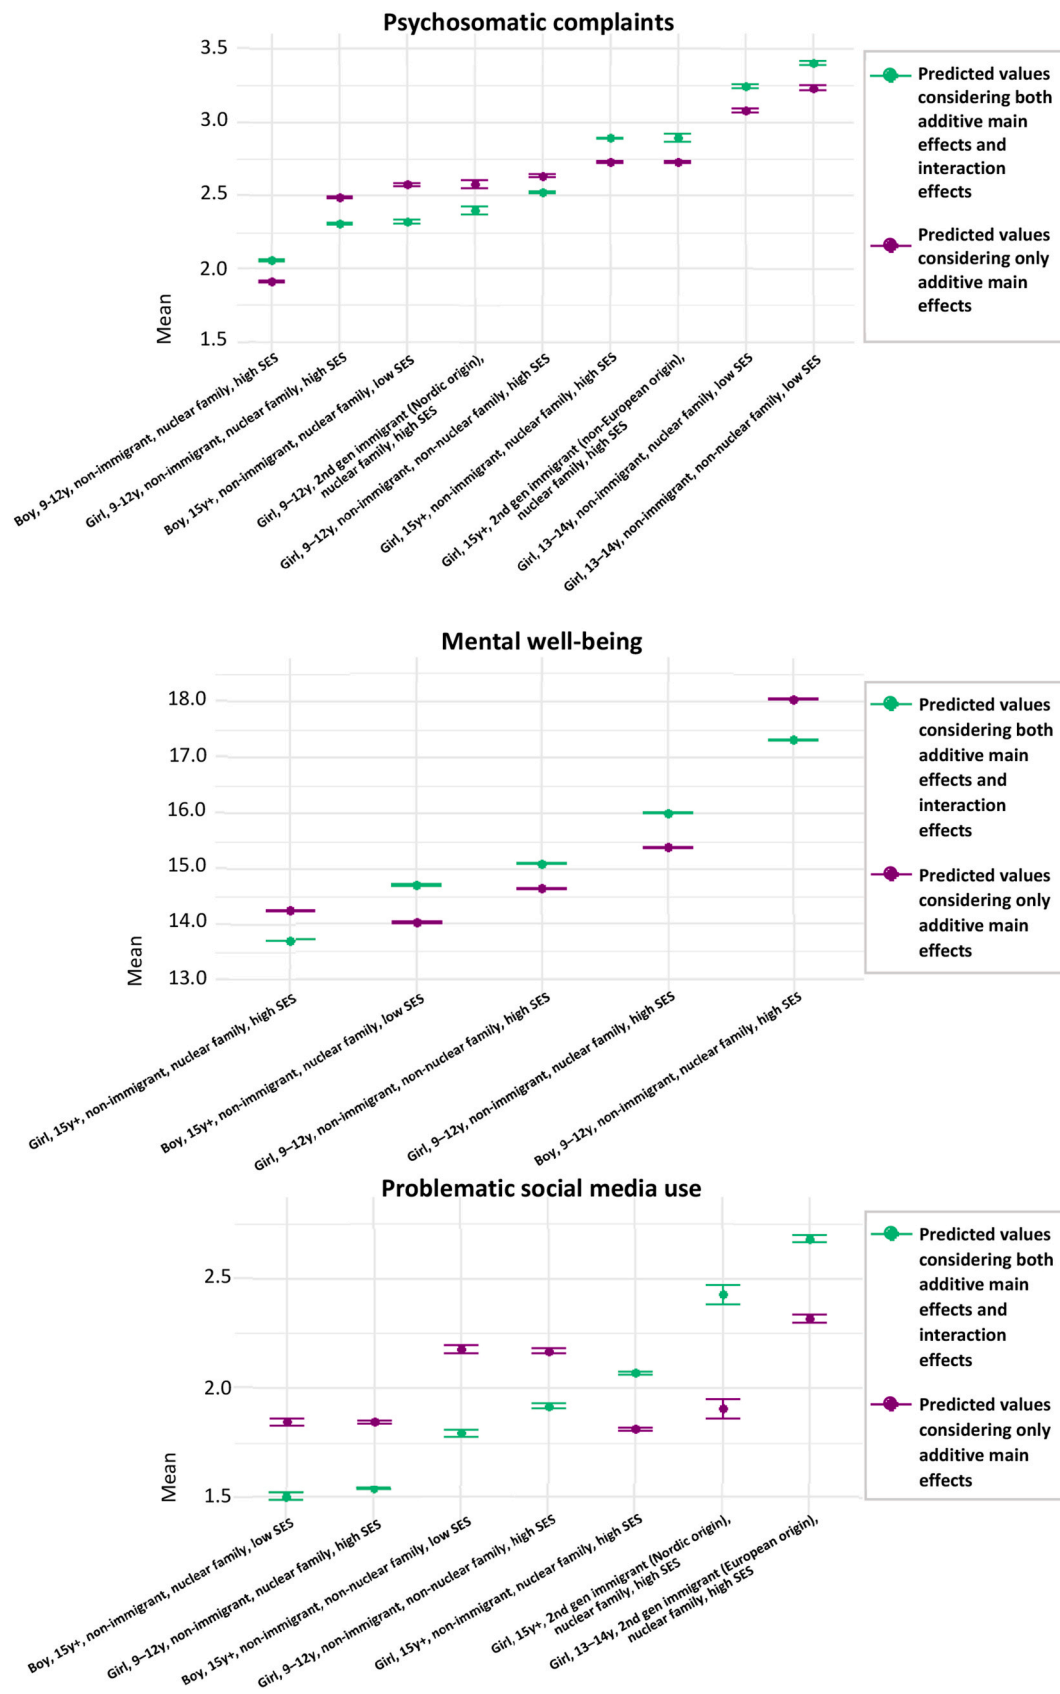 Psychosomatic complaints
3.5
3.0
2.5
2.0
1.5
Mean
Boy, 9-12y, non-immigrant, nuclear family, high SES
Girl, 9-12y, non-immigrant, nuclear family, high SES
Boy, 15y+, non-immigrant, nuclear family, low SES
Girl, 9–12y, 2nd gen immigrant (Nordic origin),
nuclear family, high SES
Girl, 9–12y, non-immigrant, non-nuclear family, high SES
Girl, 15y+, non-immigrant, nuclear family, high SES
Girl, 15y+, 2nd gen immigrant (non-European origin),
nuclear family, high SES
Girl, 13–14y, non-immigrant, nuclear family, low SES
Girl, 13–14y, non-immigrant, non-nuclear family, low SES
Predicted values
considering both
additive main
effects and
interaction
effects
Predicted values
considering only
additive main
effects
Mental well-being
18.0
17.0
16.0
15.0
14.0
13.0
Mean
Girl, 15y+, non-immigrant, nuclear family, high SES
Boy, 15y+, non-immigrant, nuclear family, low SES
Girl, 9–12y, non-immigrant, non-nuclear family, high SES
Girl, 9–12y, non-immigrant, nuclear family, high SES
Boy, 9–12y, non-immigrant, nuclear family, high SES
Predicted values
considering both
additive main
effects and
interaction
effects
Predicted values
considering only
additive main
effects
Problematic social media use
2.5
2.0
1.5
Mean
Boy, 15y+, non-immigrant, nuclear family, low SES
Girl, 9–12y, non-immigrant, nuclear family, high SES
Boy, 15y+, non-immigrant, non-nuclear family, low SES
Girl, 9–12y, non-immigrant, non-nuclear family, high SES
Girl, 15y+, non-immigrant, nuclear family, high SES
Girl, 15y+, 2nd gen immigrant (Nordic origin),
nuclear family, high SES
Girl, 13–14y, 2nd gen immigrant (European origin),
nuclear family, high SES
Predicted values
considering both
additive main
effects and
interaction
effects
Predicted values
considering only
additive main
effects